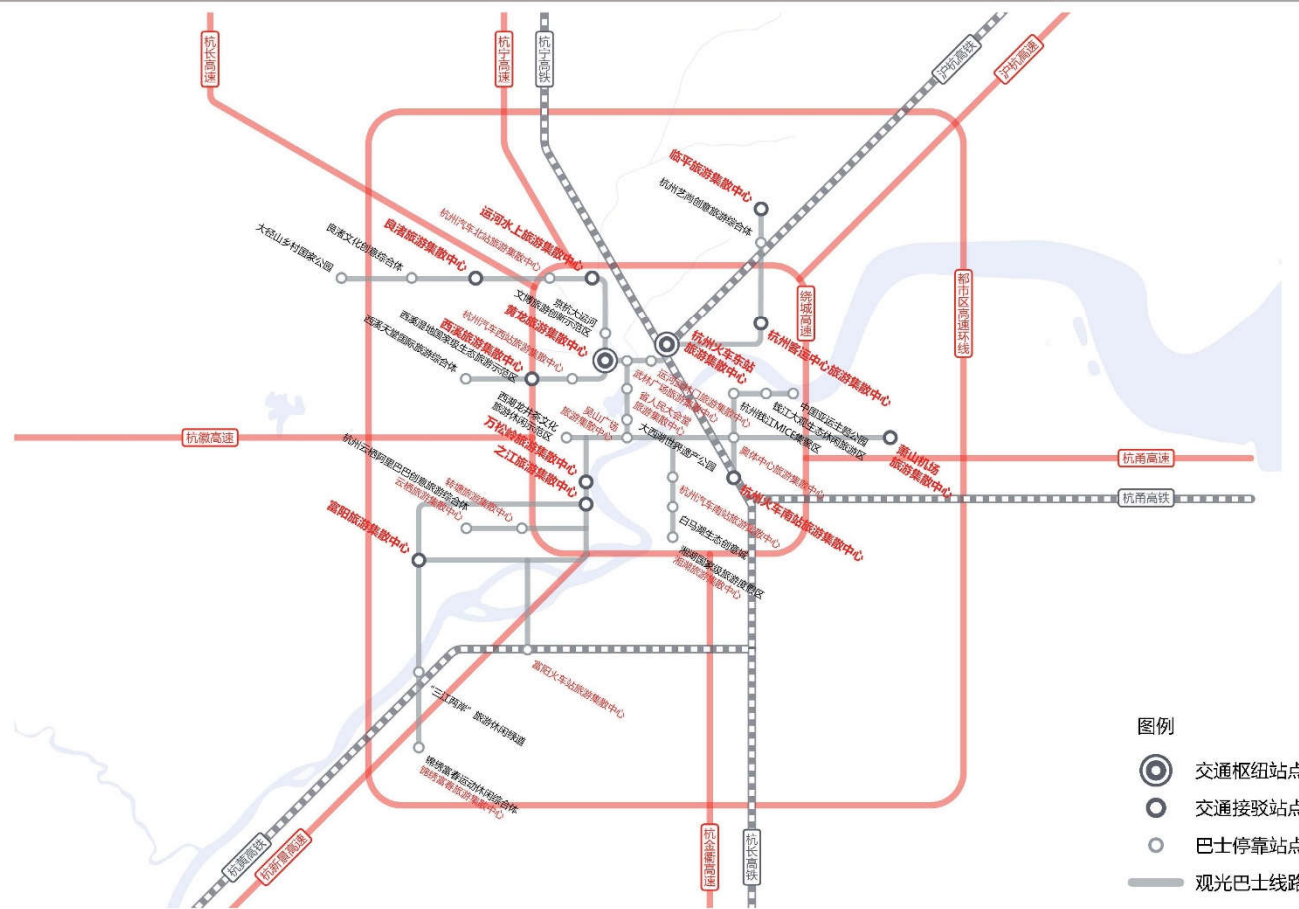 杭长高速
杭宁高速
杭宁高铁
沪杭高铁
沪杭高速
临平旅游集散中心
杭州艺尚创意旅游综合体
运河水上旅游集散中心
杭州汽车北站旅游集散中心
良渚旅游集散中心
良渚文化创意综合体
大径山乡村国家公园
京杭大运河
文博旅游创新示范区
黄龙旅游集散中心
杭州汽车西站旅游集散中心
西溪旅游集散中心
西溪湿地国家级生态旅游示范区
西溪天堂国际旅游综合体
绕城高速
都市区高速环线
杭州火车东站
旅游集散中心
杭州客运中心旅游集散中心
武林广场旅游集散中心
省人民大会堂
旅游集散中心
吴山广场
旅游集散中心
西湖龙井茶文化
旅游休闲示范区
大西湖世界遗产公园
中国亚运主题公园
钱江大观生态休闲旅游区
杭州钱江MICE集聚区
奥体中心旅游集散中心
萧山机场
旅游集散中心
杭徽高速
杭甬高速
杭甬高铁
万松岭旅游集散中心
之江旅游集散中心
杭州云栖阿里巴巴创意旅游综合体
云栖旅游集散中心
转塘旅游集散中心
富阳旅游集散中心
杭州火车南站旅游集散中心
杭州汽车南站旅游集散中心
白马湖生态创意城
湘湖国家级旅游度假区
湘湖旅游集散中心
富阳火车站旅游集散中心
“三江两岸”旅游休闲绿道
锦绣富春运动休闲综合体
锦绣富春旅游集散中心
杭黄高铁
杭新景高速
杭金衢高速
杭长高铁
图例
交通枢纽站点
交通接驳站点
巴士停靠站点
观光巴士线路